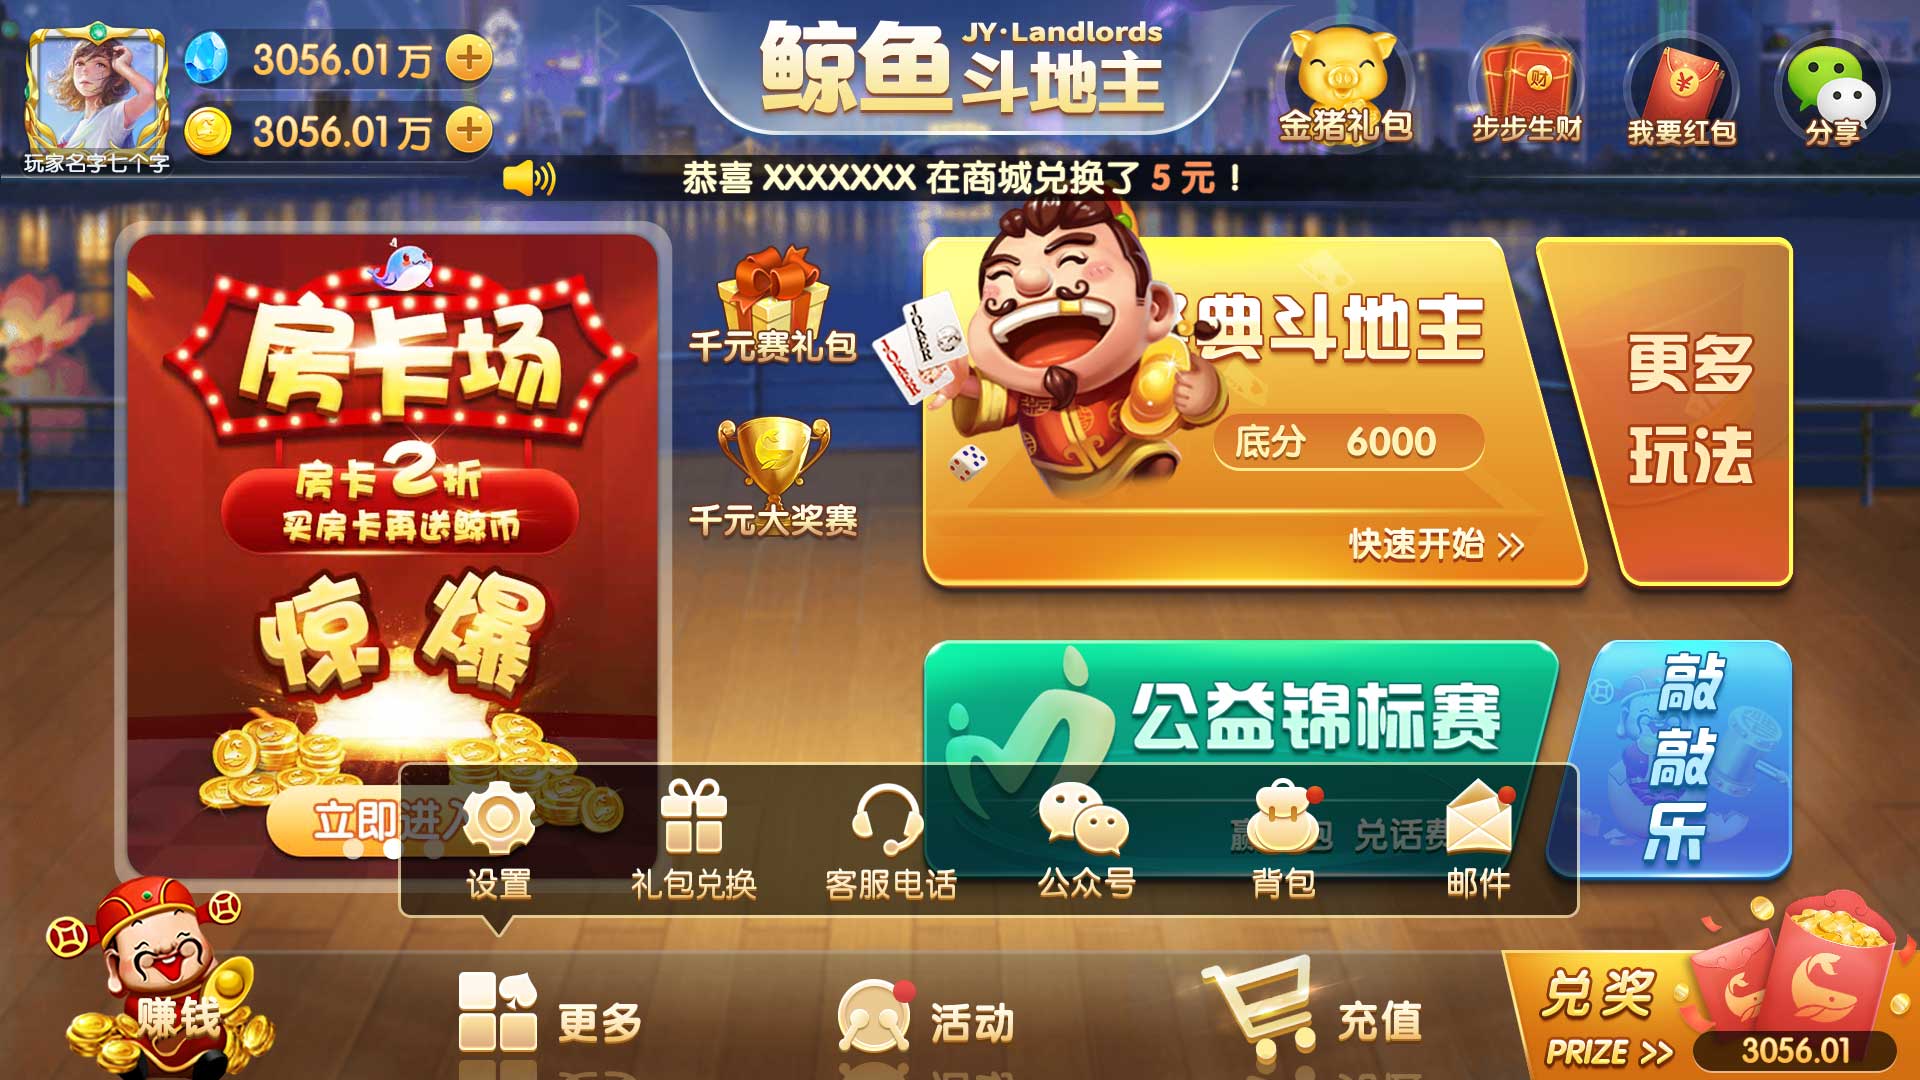 3056.01万
3056.01万
玩家名字七个字
鲸鱼
JY·Landlords
斗地主
金猪礼包
步步生财
财
我要红包
¥
分享
恭喜 XXXXXXX 在商城兑换了 5 元！
房卡场
房卡2折
买房卡再送鲸币
惊爆
立即进入
千元赛礼包
千元大奖赛
JOKER
JOKER
典斗地主
底分 6000
快速开始 >>
更多
玩法
公益锦标赛
包 兑话费
敲
敲
乐
设置
礼包兑换
客服电话
公众号
背包
邮件
赚钱
更多
活动
充值
兑奖
PRIZE >>
3056.01